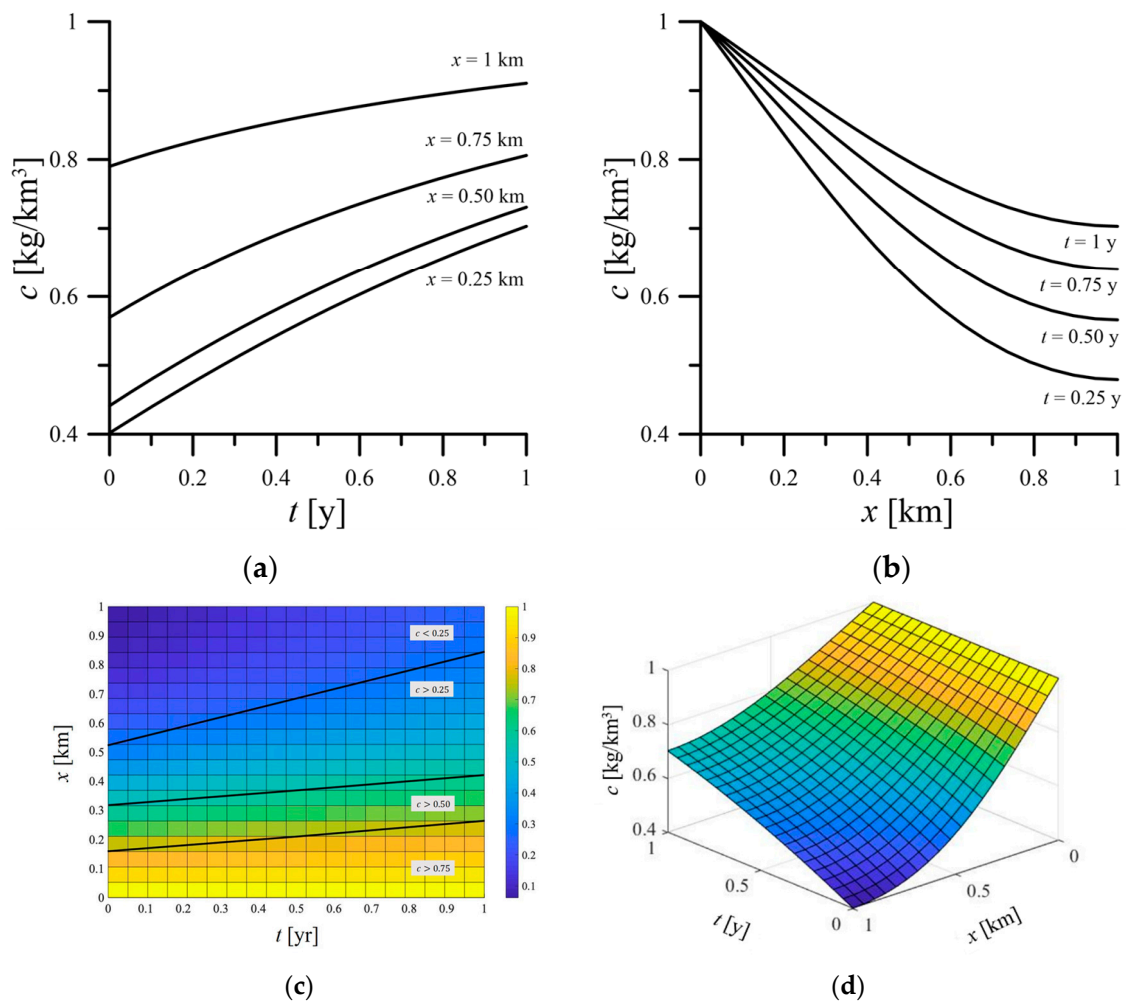 1
0.8
0.6
0.4
c [kg/km³]
x = 1 km
x = 0.75 km
x = 0.50 km
x = 0.25 km
0 0.2 0.4 0.6 0.8 1
t [y]
(a)
1
0.8
0.6
0.4
c [kg/km³]
t = 1 y
t = 0.75 y
t = 0.50 y
t = 0.25 y
0 0.2 0.4 0.6 0.8 1
x [km]
(b)
1
0.9
0.8
0.7
0.6
0.5
0.4
0.3
0.2
0.1
0
x [km]
c < 0.25
c > 0.25
c > 0.50
c > 0.75
0 0.1 0.2 0.3 0.4 0.5 0.6 0.7 0.8 0.9 1
t [yr]
1
0.9
0.8
0.7
0.6
0.5
0.4
0.3
0.2
0.1
(c)
1
0.8
0.6
0.4
c [kg/km³]
1
0.5
0
t [y]
1
0.5
0
x [km]
(d)